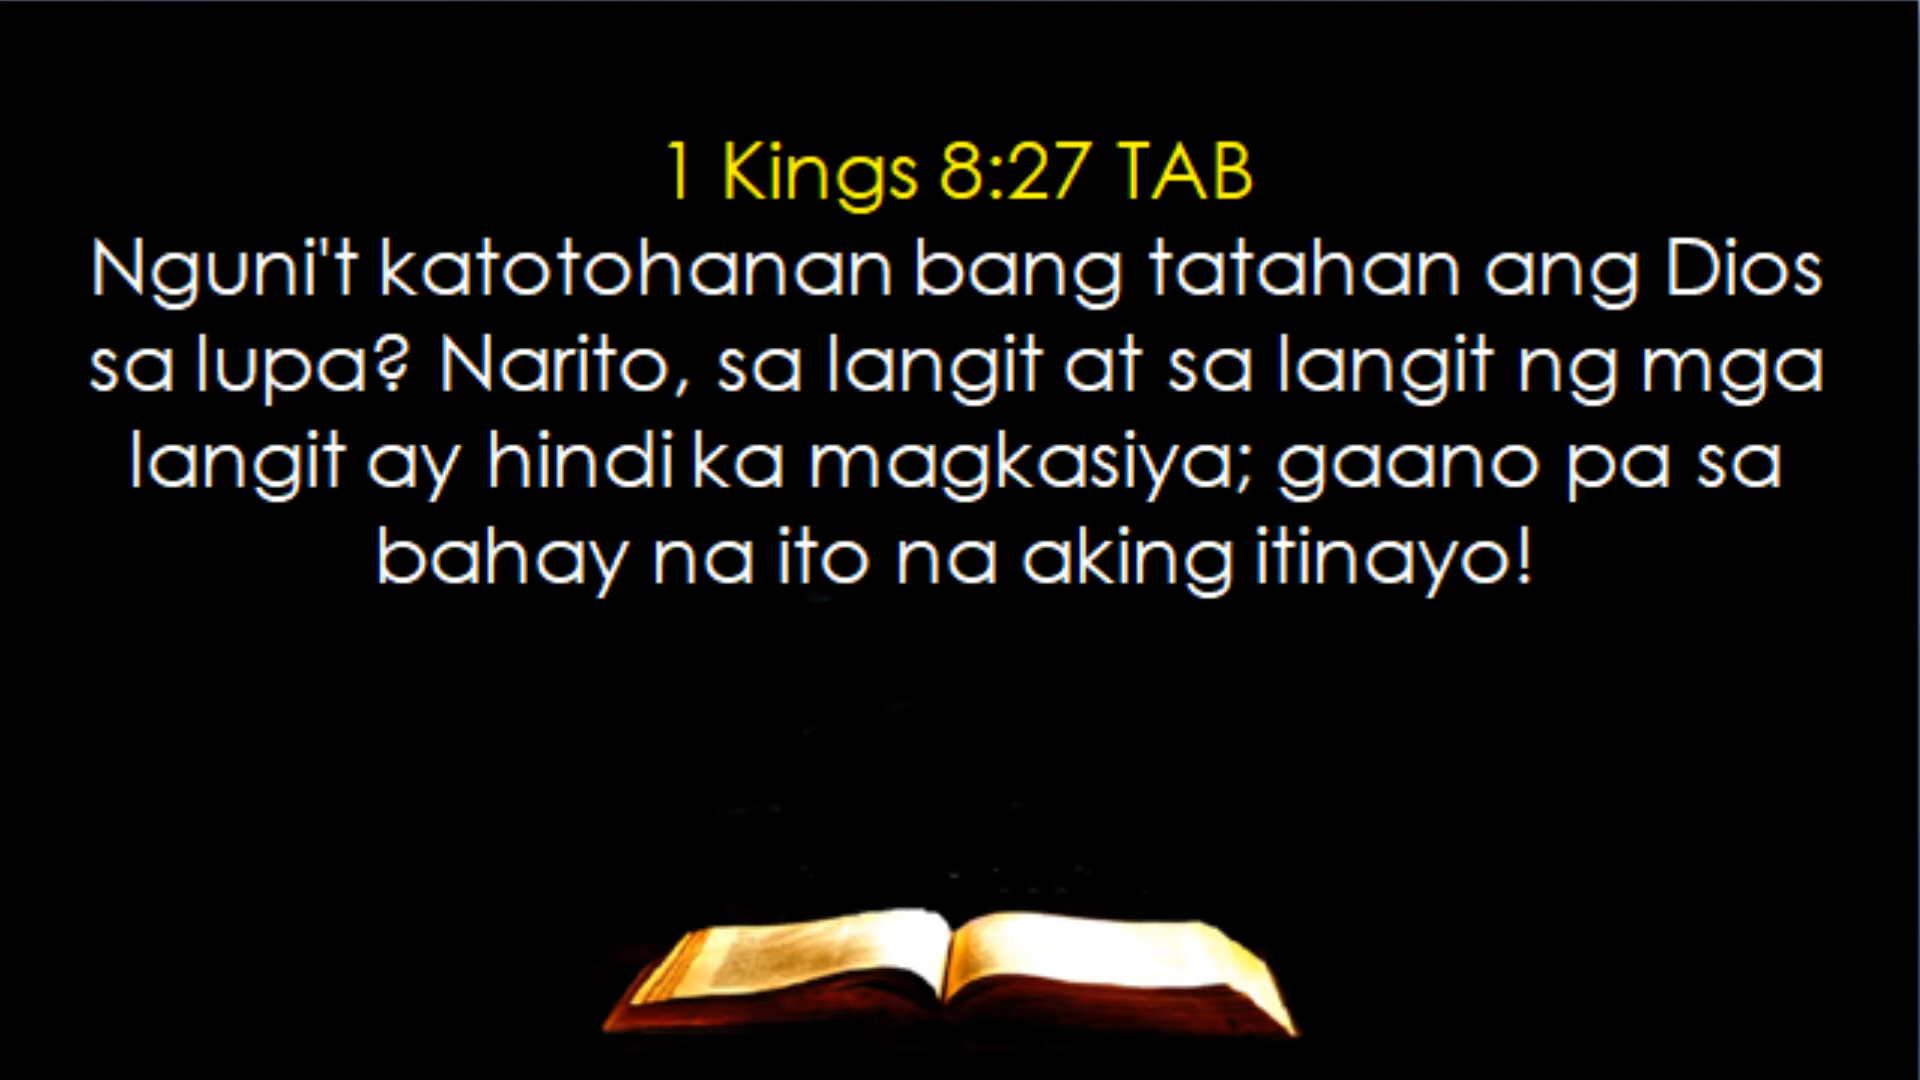 1 Kings 8:27 TAB
Nguni't katotohanan bang tatahan ang Dios
sa lupa? Narito, sa langit at sa langit ng mga
langit ay hindi ka magkasiya; gaano pa sa
bahay na ito na aking itinayo!